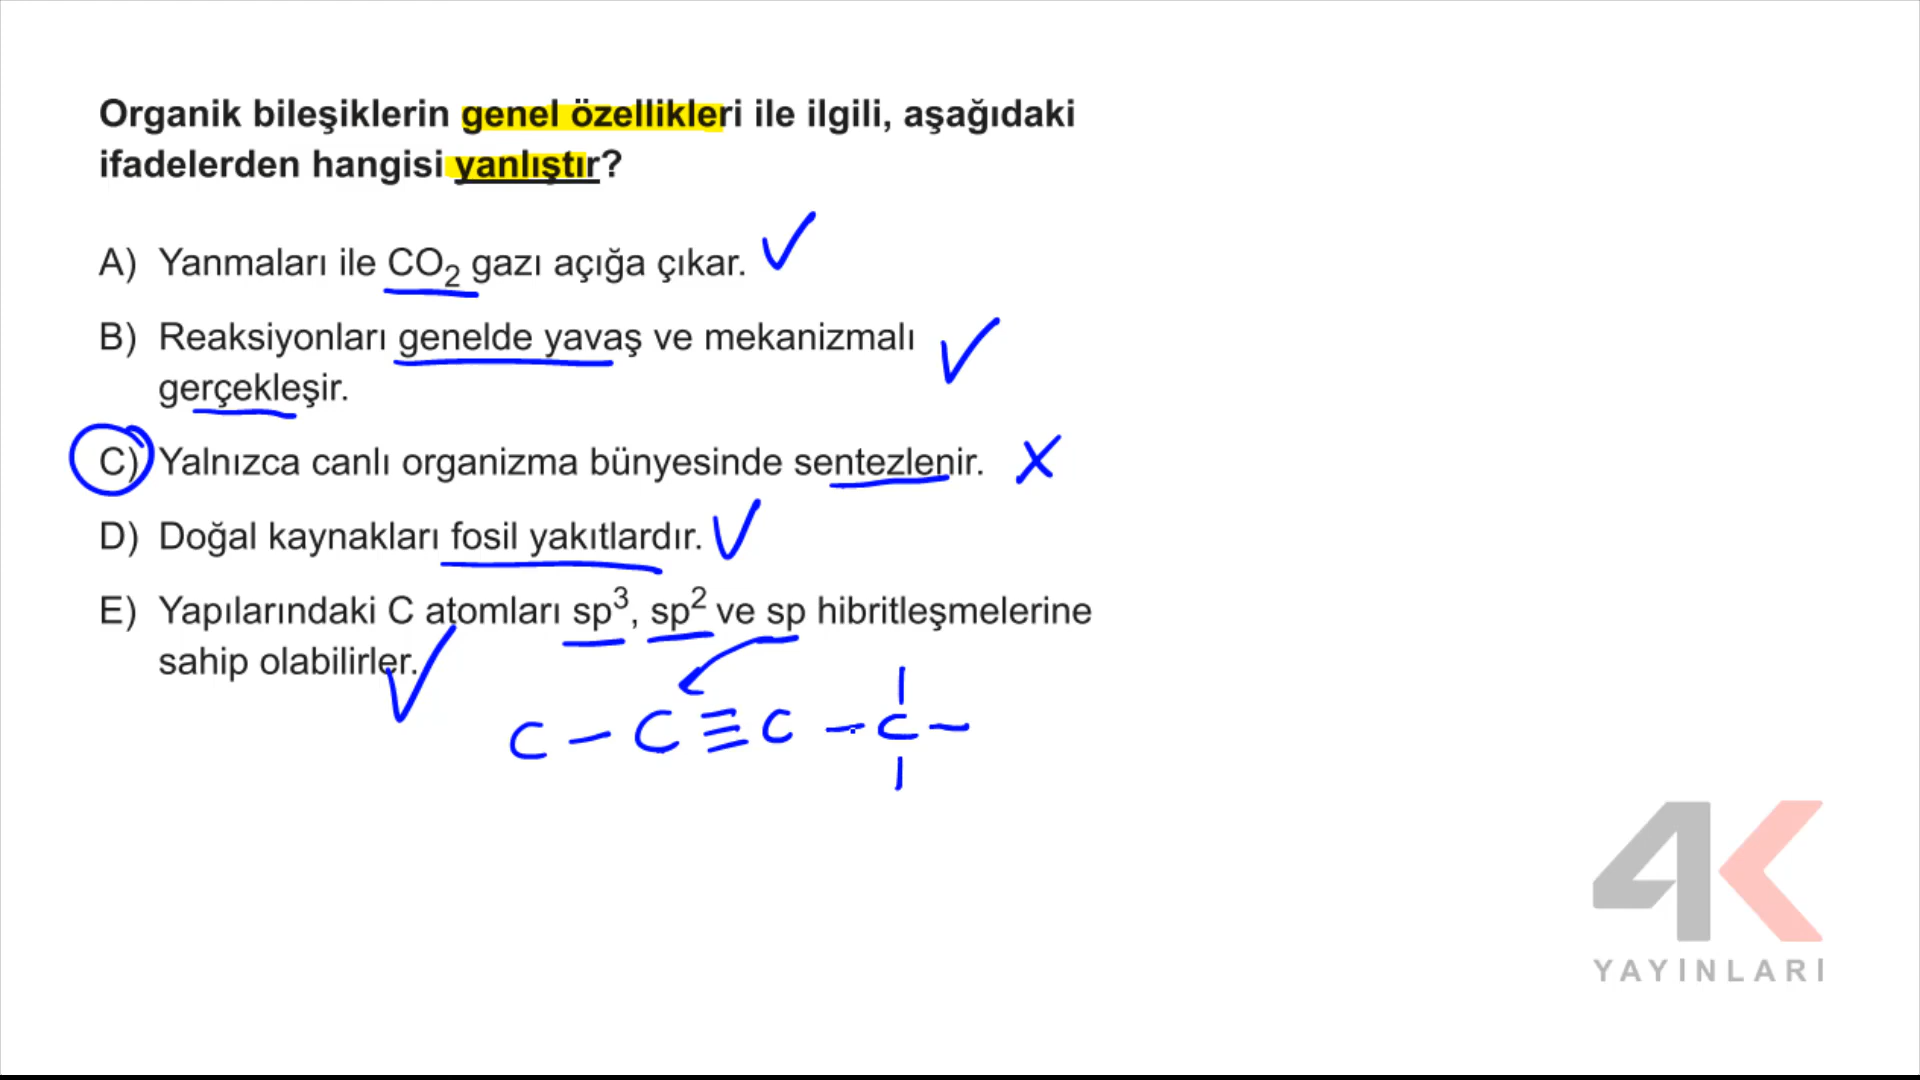 Organik bileşiklerin genel özellikleri ile ilgili, aşağıdaki
ifadelerden hangisi yanlıştır?
A) Yanmaları ile CO₂ gazı açığa çıkar.
B) Reaksiyonları genelde yavaş ve mekanizmalı
gerçekleşir.
C) Yalnızca canlı organizma bünyesinde sentezlenir.
D) Doğal kaynakları fosil yakıtlardır.
E) Yapılarındaki C atomları sp³, sp² ve sp hibritleşmelerine
sahip olabilirler.
C - C ≡ C - C -
4K
YAYINLARI